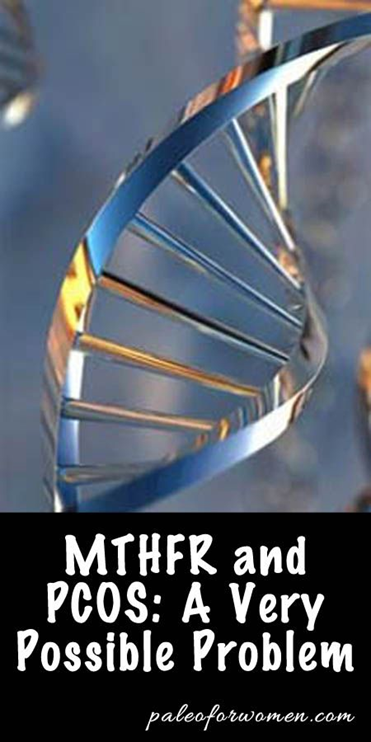 MTHFR and
PCOS: A Very
Possible Problem
paleoforwomen.com